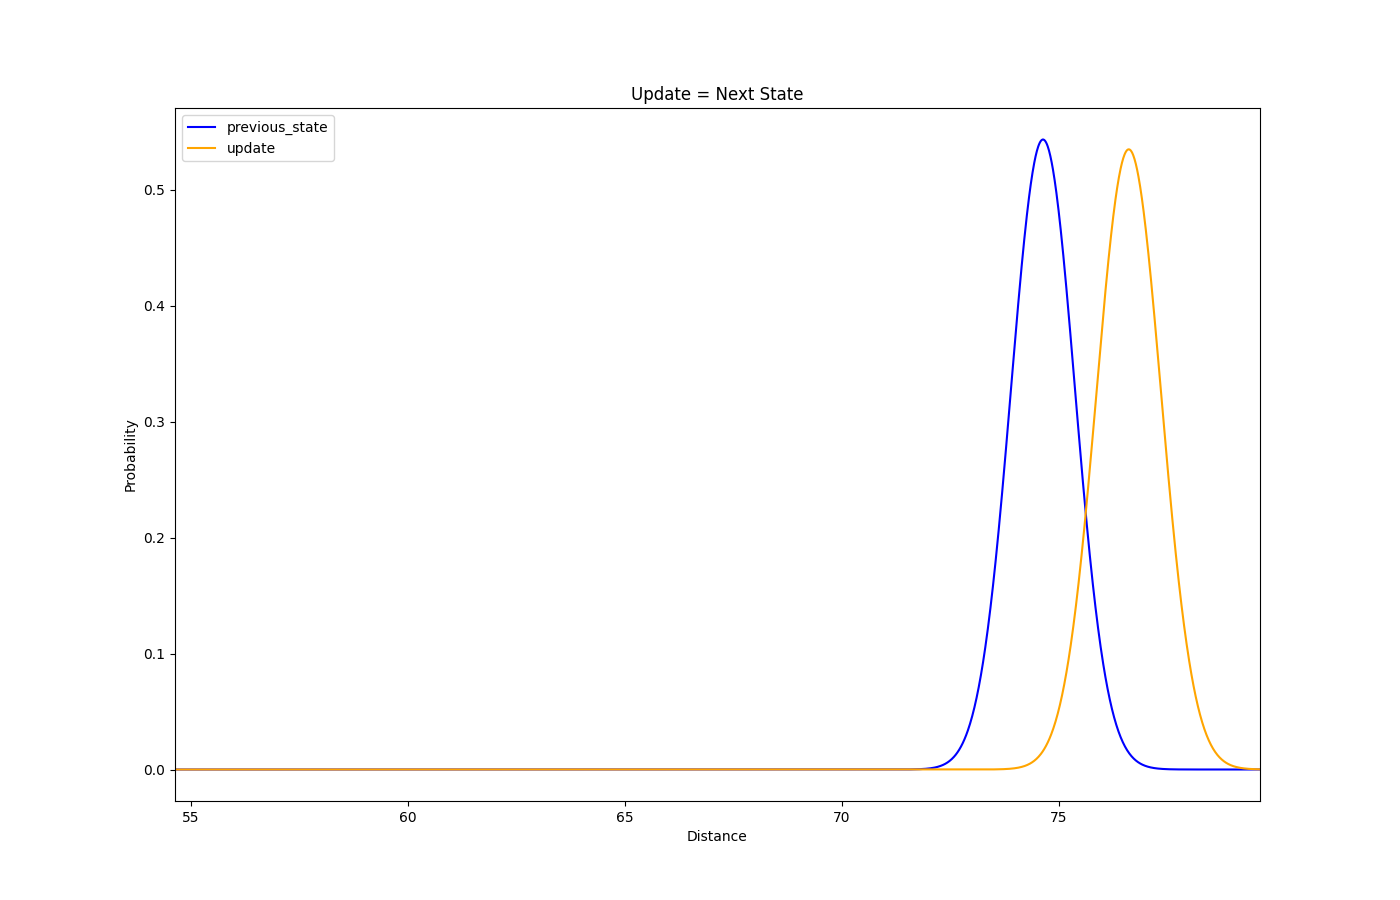 Update = Next State
previous_state
update
Probability
0.5
0.4
0.3
0.2
0.1
0.0
55 60 65 70 75
Distance